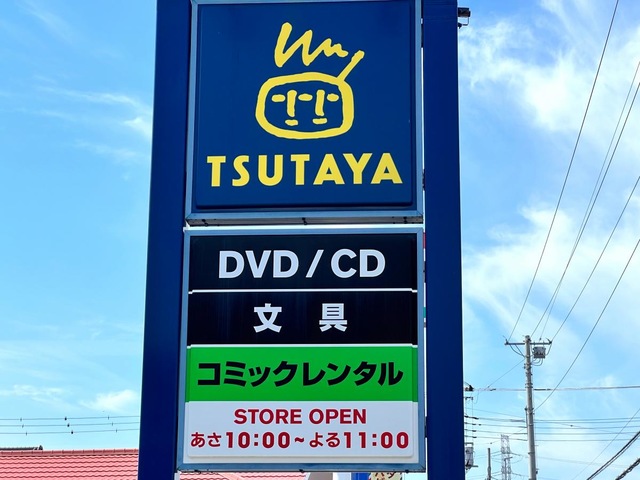 TSUTAYA
DVD / CD
文 具
コミックレンタル
STORE OPEN
あさ10:00~よる11:00